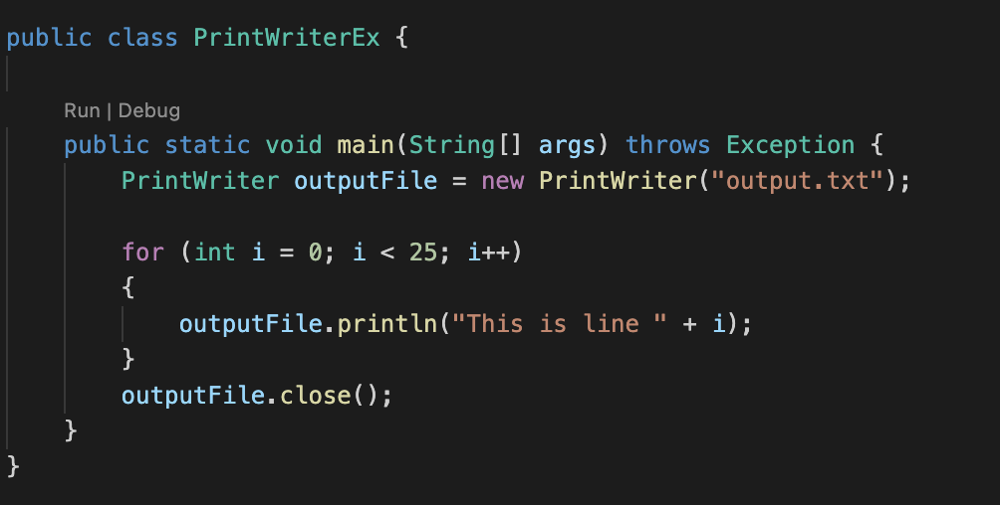 public class PrintWriterEx {
Run | Debug
public static void main(String[] args) throws Exception {
PrintWriter outputFile = new PrintWriter("output.txt");
for (int i = 0; i < 25; i++)
{
outputFile.println("This is line " + i);
}
outputFile.close();
}
}